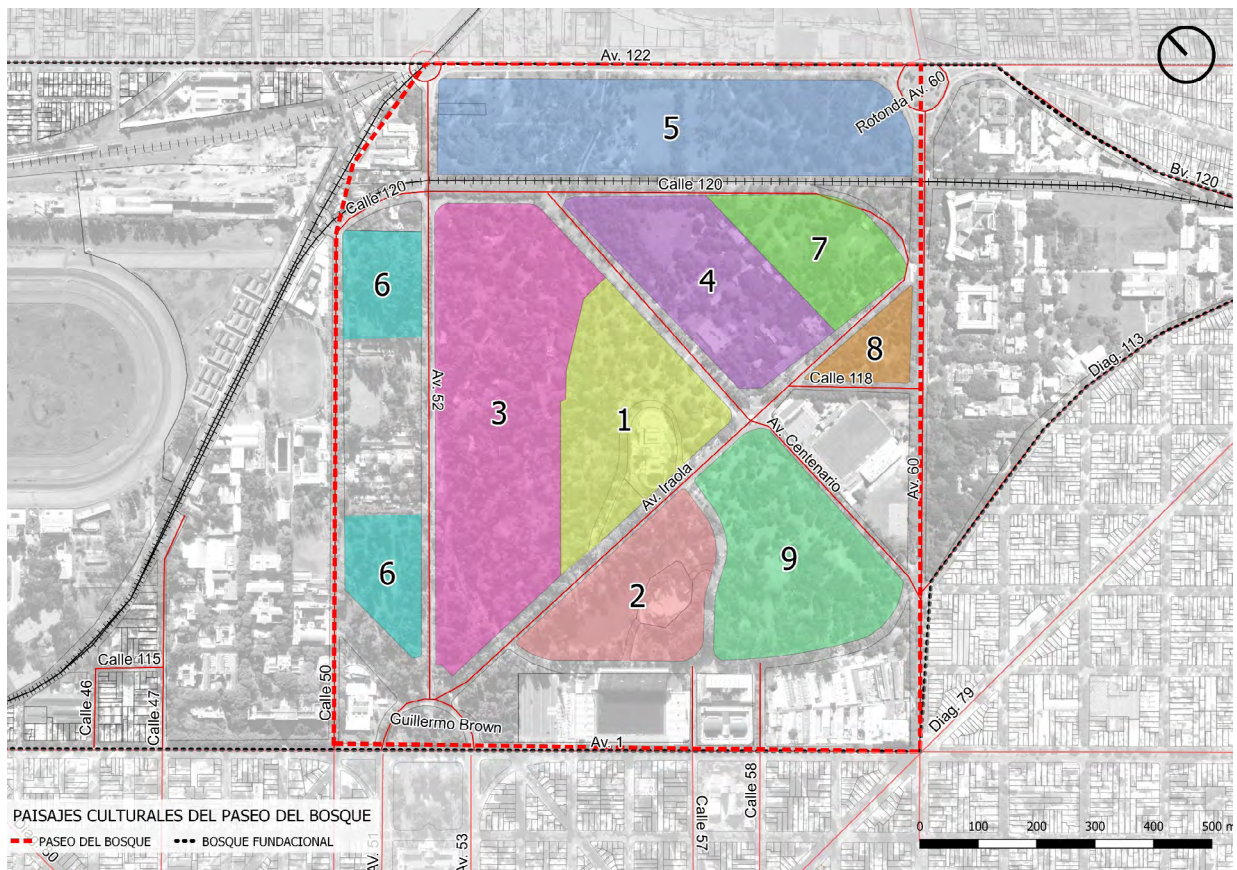 Av. 122
5
Rotonda Av. 60
Calle 120
Calle 120
Bv. 120
7
6
4
8
Calle 118
Diag. 113
Av. 52
3
1
Av. Centenario
Av. Iraola
Av. 60
9
6
2
Calle 115
Calle 46
Calle 47
Calle 50
Guillermo Brown
Av. 1
Diag. 79
Calle 57
Calle 58
Av. 51
Av. 53
PAISAJES CULTURALES DEL PASEO DEL BOSQUE
PASEO DEL BOSQUE
BOSQUE FUNDACIONAL
0 100 200 300 400 500 m